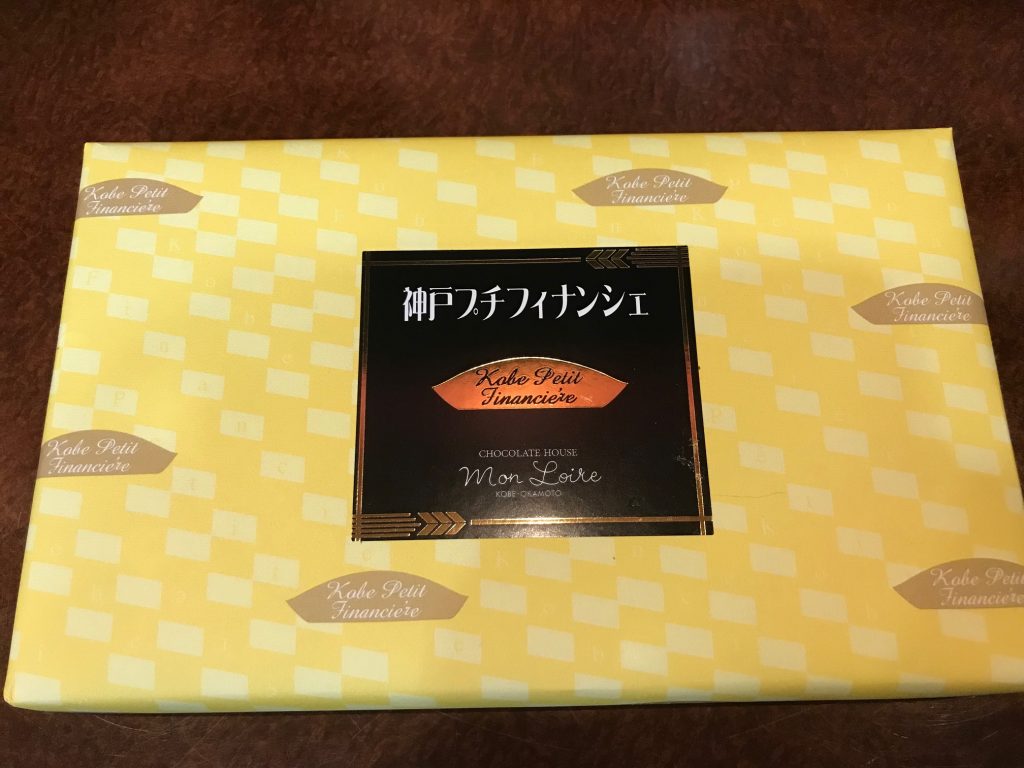 Kobe Petit
Financière
Kobe Petit
Financière
神戸プチフィナンシェ
Kobe Petit
Financière
Kobe Petit
Financière
CHOCOLATE HOUSE
Mon Loire
KOBE OKAMOTO
Kobe Petit
Financière
Kobe Petit
Financière
Kobe Petit
Financière